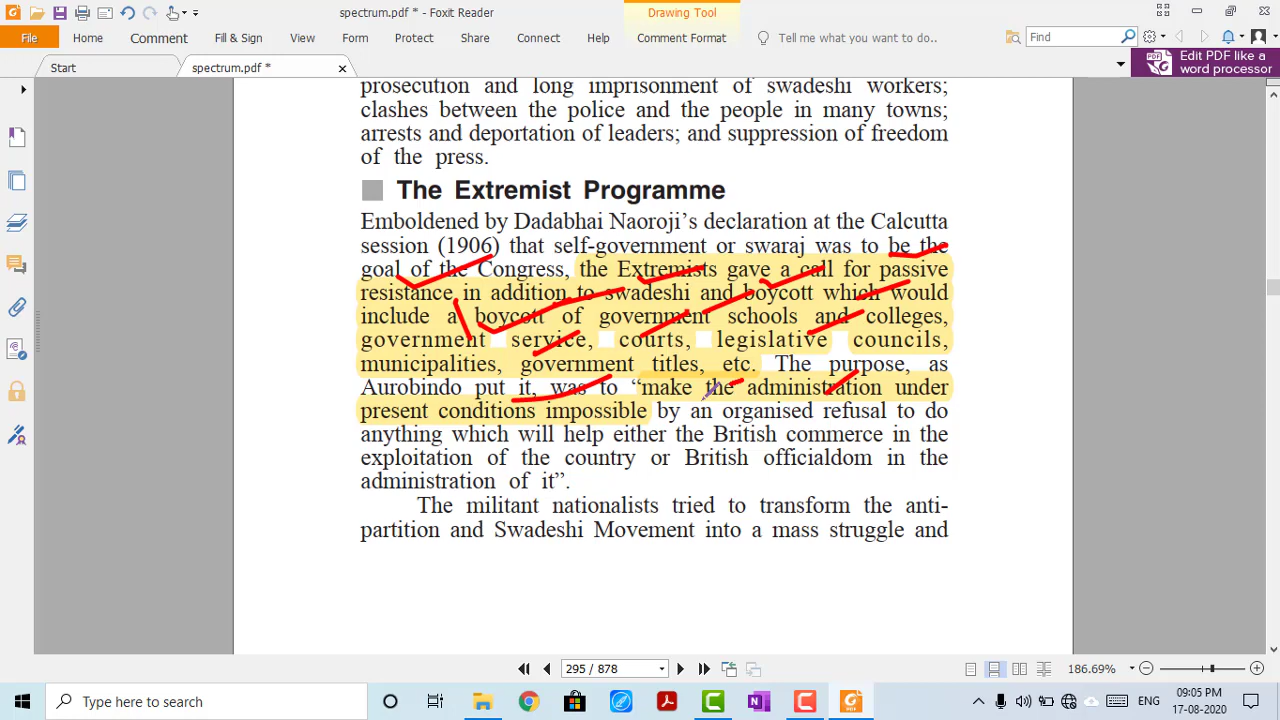 spectrum.pdf * - Foxit Reader
Drawing Tool
File Home Comment Fill & Sign View Form Protect Share Connect Help Comment Format Tell me what you want to do.. Find
Start spectrum.pdf * Edit PDF like a word processor
prosecution and long imprisonment of swadeshi workers;
clashes between the police and the people in many towns;
arrests and deportation of leaders; and suppression of freedom
of the press.
The Extremist Programme
Emboldened by Dadabhai Naoroji's declaration at the Calcutta
session (1906) that self-government or swaraj was to be the
goal of the Congress, the Extremists gave a call for passive
resistance in addition to swadeshi and boycott which would
include a boycott of government schools and colleges,
government service, courts, legislative councils,
municipalities, government titles, etc. The purpose, as
Aurobindo put it, was to “make the administration under
present conditions impossible by an organised refusal to do
anything which will help either the British commerce in the
exploitation of the country or British officialdom in the
administration of it”.
The militant nationalists tried to transform the anti-
partition and Swadeshi Movement into a mass struggle and
295 / 878 186.69%
Type here to search ENG 09:05 PM
17-08-2020